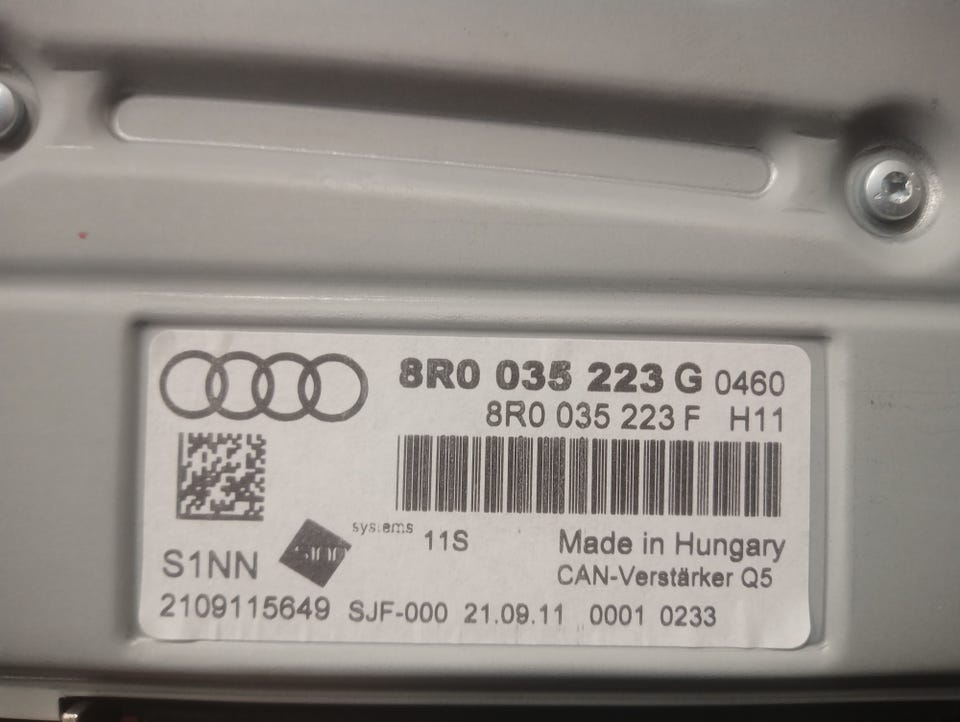 8R0 035 223 G 0460
8R0 035 223 F H11
systems 11S
Made in Hungary
S1NN
CAN-Verstärker Q5
2109115649 SJF-000 21.09.11 0001 0233